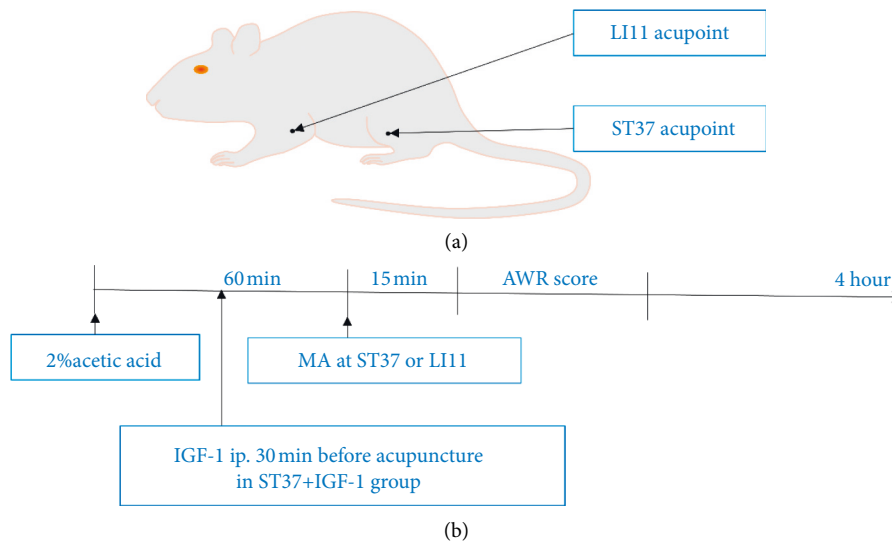 LI11 acupoint
ST37 acupoint
(a)
60 min
15 min
AWR score
4 hour
2%acetic acid
MA at ST37 or LI11
IGF-1 ip. 30 min before acupuncture
in ST37+IGF-1 group
(b)